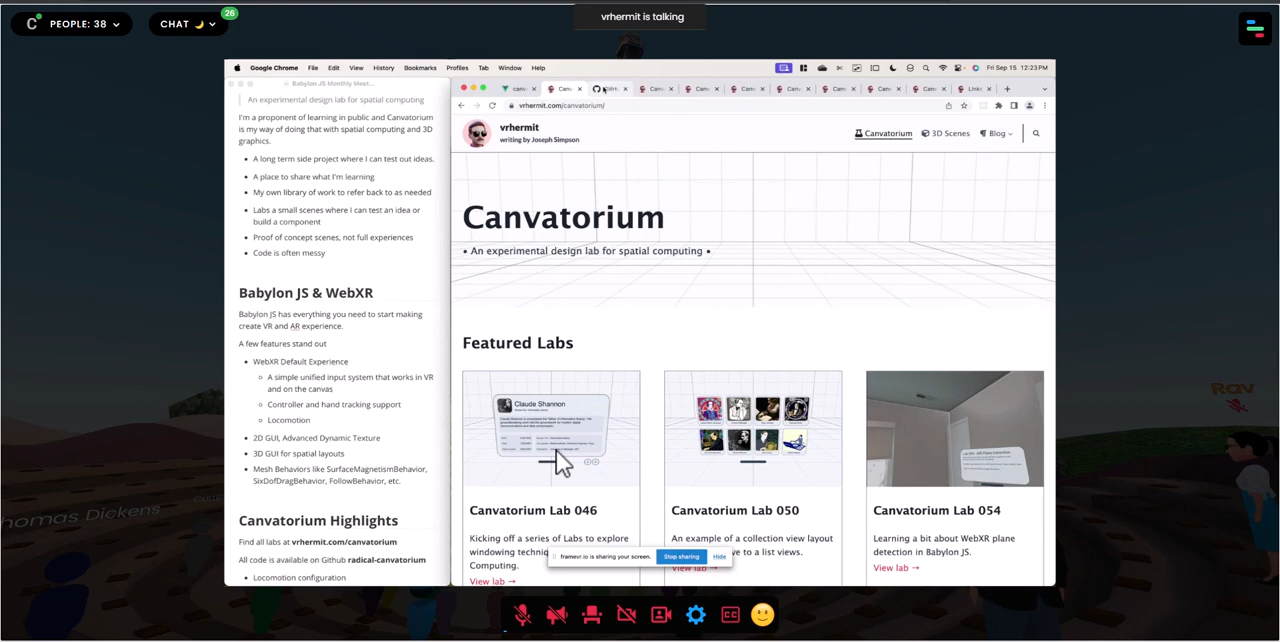 vrhermit is talking
PEOPLE: 38
CHAT
26
Google Chrome File Edit View History Bookmarks Profiles Tab Window Help
Fri Sep 15 12:23PM
Babylon JS Monthly Meet...
vrhermit.com/canvatorium/
An experimental design lab for spatial computing
I'm a proponent of learning in public and Canvatorium
is my way of doing that with spatial computing and 3D
graphics.
A long term side project where I can test out ideas.
A place to share what I'm learning
My own library of work to refer back to as needed
Labs a small scenes where I can test an idea or
build a component
Proof of concept scenes, not full experiences
Code is often messy
Babylon JS & WebXR
Babylon JS has everything you need to start making
create VR and AR experience.
A few features stand out
WebXR Default Experience
A simple unified input system that works in VR
and on the canvas
Controller and hand tracking support
Locomotion
2D GUI, Advanced Dynamic Texture
3D GUI for spatial layouts
Mesh Behaviors like SurfaceMagnetismBehavior,
SixDofDragBehavior, FollowBehavior, etc.
Canvatorium Highlights
Find all labs at vrhermit.com/canvatorium
All code is available on Github radical-canvatorium
Locomotion configuration
vrhermit
writing by Joseph Simpson
Canvatorium
3D Scenes
Blog
Canvatorium
• An experimental design lab for spatial computing •
Featured Labs
Claude Shannon
Canvatorium Lab 046
Kicking off a series of Labs to explore
windowing
Computing.
View lab →
Canvatorium Lab 050
An example of a collection view layout
to list views.
View lab →
Canvatorium Lab 054
Learning a bit about WebXR plane
detection in Babylon JS.
View lab →
framevr.io is sharing your screen.
Stop sharing
Hide
homas Dickens
Rav
CC